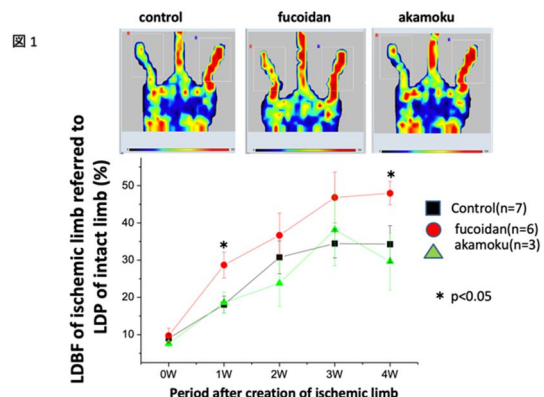 control fucoidan akamoku
図1
LDBF of ischemic limb referred to
LDP of intact limb (%)
50
40
30
20
10
0W 1W 2W 3W 4W
Period after creation of ischemic limb
* *
Control(n=7)
fucoidan(n=6)
akamoku(n=3)
* p<0.05